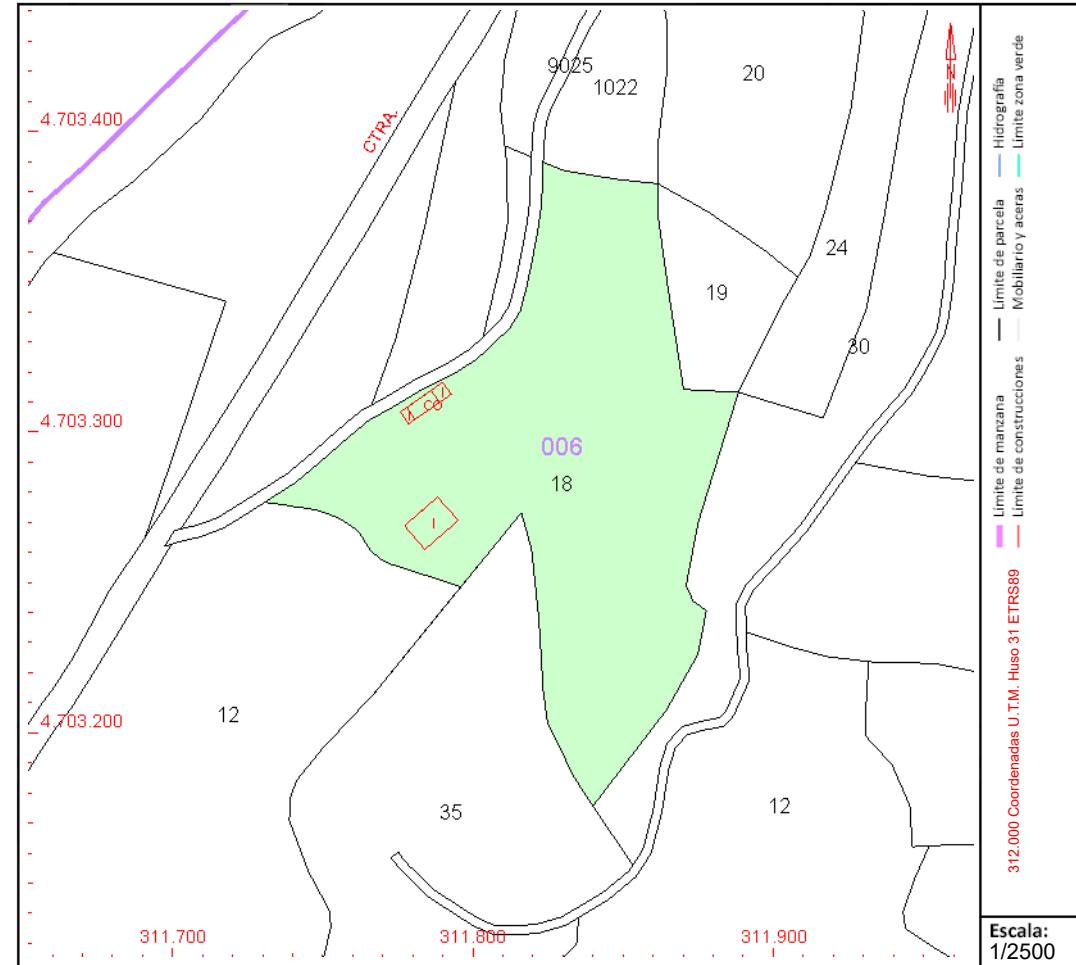 9025
1022
20
4.703.400
CTRA.
24
19
30
4.703.300
CO
006
18
I
4.703.200
12
35
12
311.700
311.800
311.900
N
Hidrografía
Límite zona verde
Límite de parcela
Mobiliario y aceras
Límite de manzana
Límite de construcciones
312.000 Coordenadas U.T.M. Huso 31 ETRS89
Escala:
1/2500